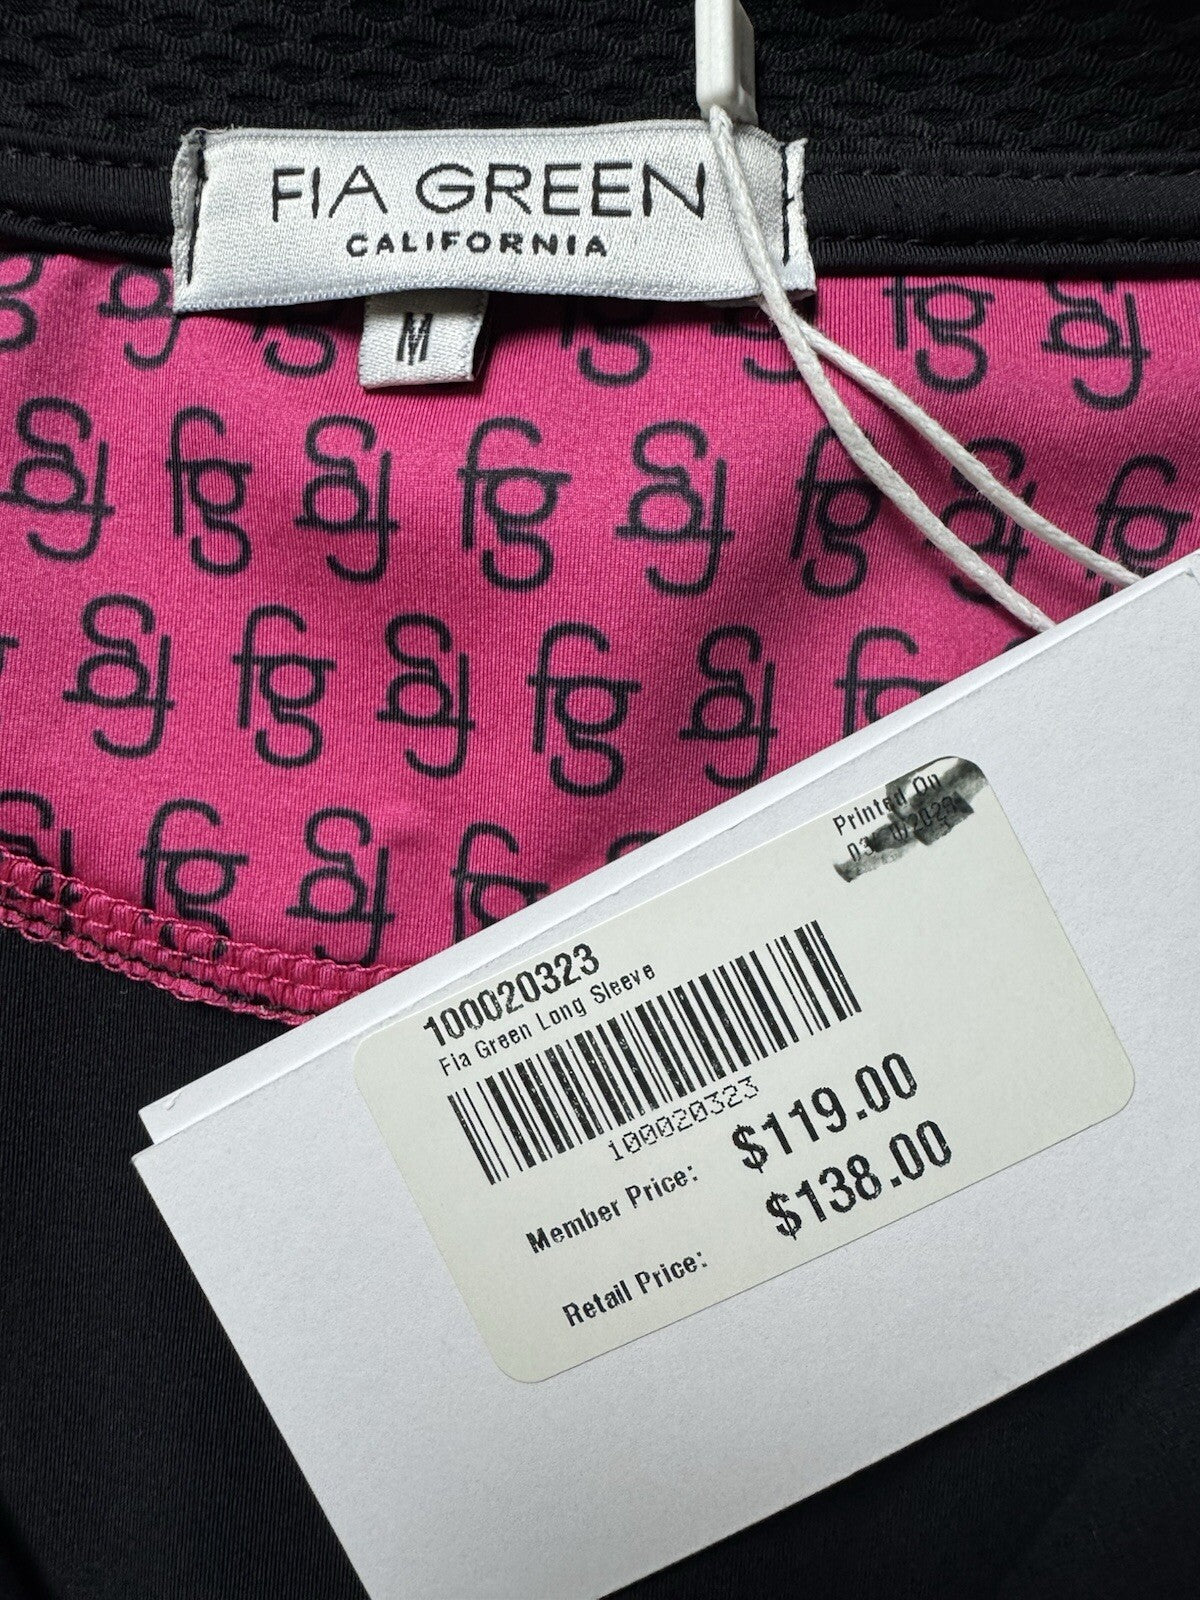 FIA GREEN
CALIFORNIA
M
Printed On
100020323
Fia Green Long Sleeve
100020323
Member Price: $119.00
Retail Price: $138.00